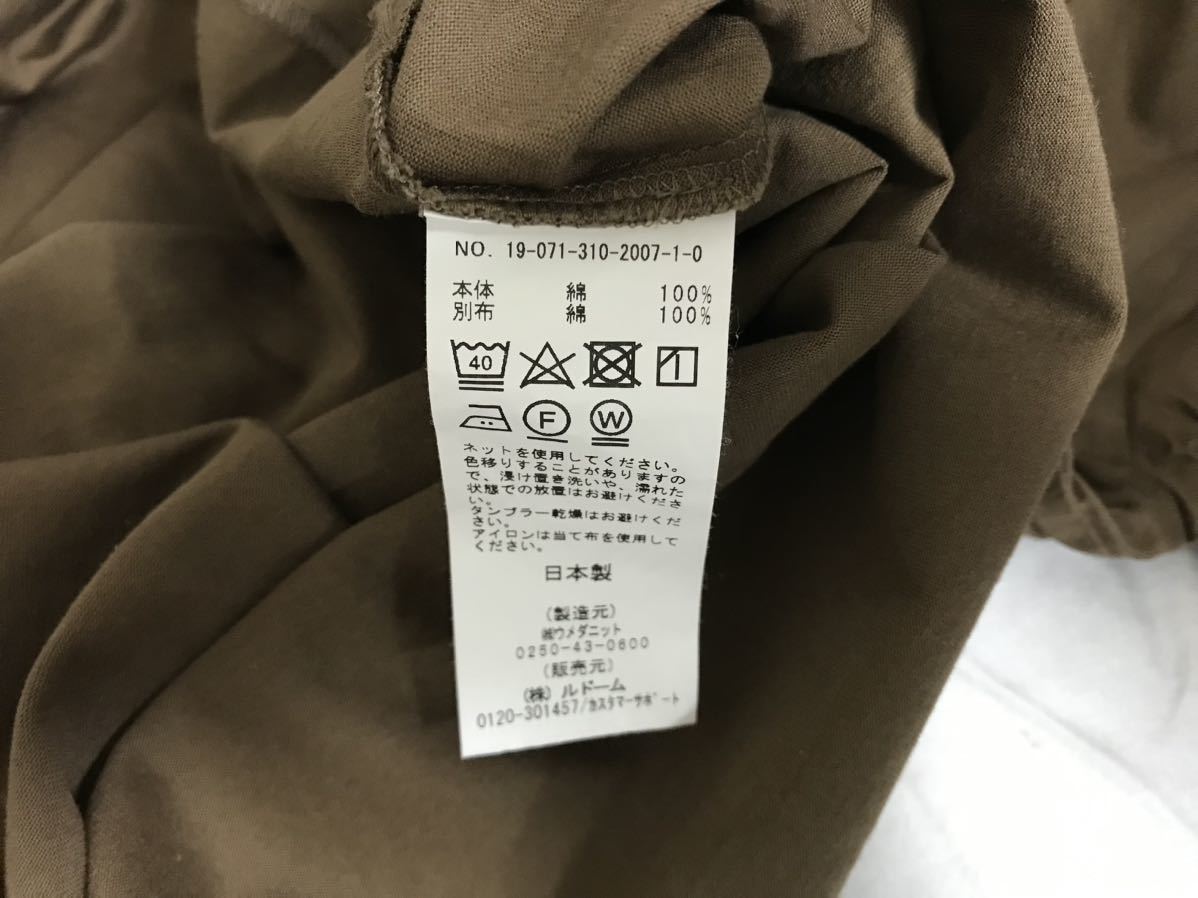 NO. 19-071-310-2007-1-0
本体 綿 100%
別布 綿 100%
40
F W
ネットを使用してください。
色移りすることがありますの
で、浸け置き洗いや、濡れた
状態での放置はお避けくださ
い。
タンブラー乾燥はお避けくだ
さい。
アイロンは当て布を使用して
ください。
日本製
(製造元)
㈱ウメダニット
0250-43-0600
(販売元)
(株)ルドーム
0120-301457/カスタマーサポート